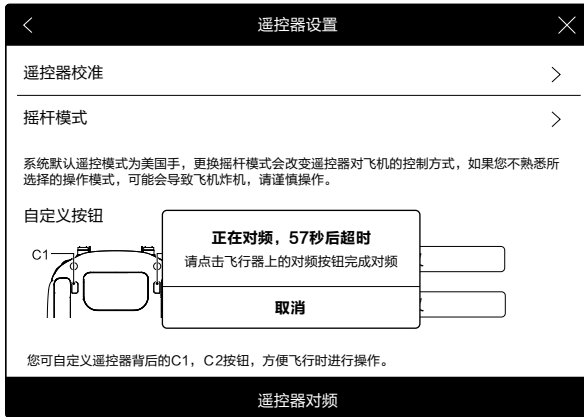 遥控器设置
遥控器校准
摇杆模式
系统默认遥控模式为美国手，更换摇杆模式会改变遥控器对飞机的控制方式，如果您不熟悉所
选择的操作模式，可能会导致飞机炸机，请谨慎操作。
自定义按钮
C1
正在对频，57秒后超时
请点击飞行器上的对频按钮完成对频
取消
您可自定义遥控器背后的C1，C2按钮，方便飞行时进行操作。
遥控器对频